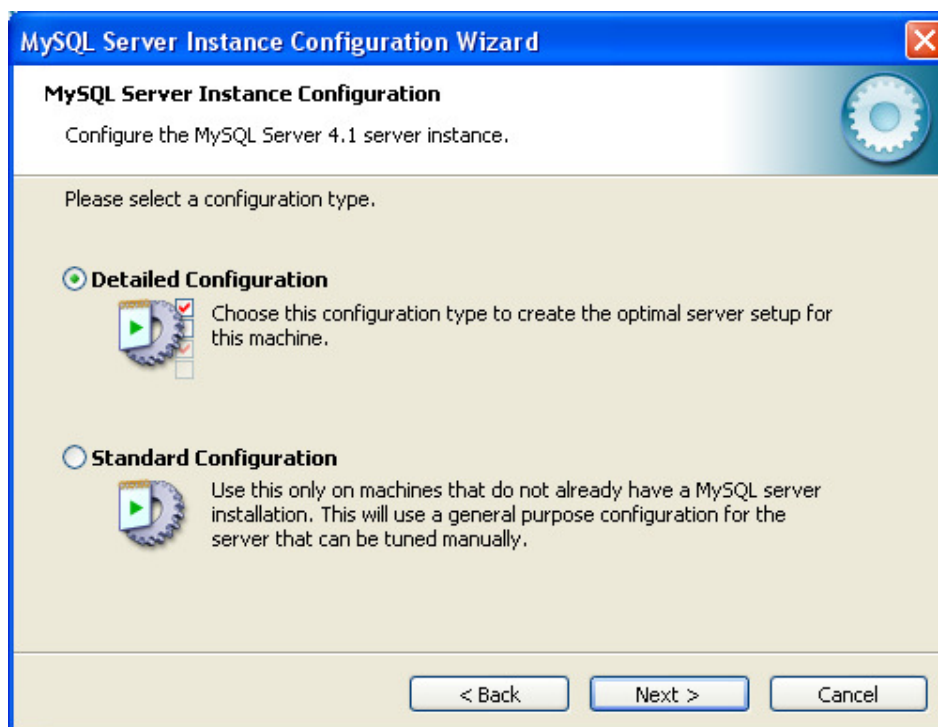 MySQL Server Instance Configuration Wizard
MySQL Server Instance Configuration
Configure the MySQL Server 4.1 server instance.
Please select a configuration type.
Detailed Configuration
Choose this configuration type to create the optimal server setup for
this machine.
Standard Configuration
Use this only on machines that do not already have a MySQL server
installation. This will use a general purpose configuration for the
server that can be tuned manually.
< Back
Next >
Cancel